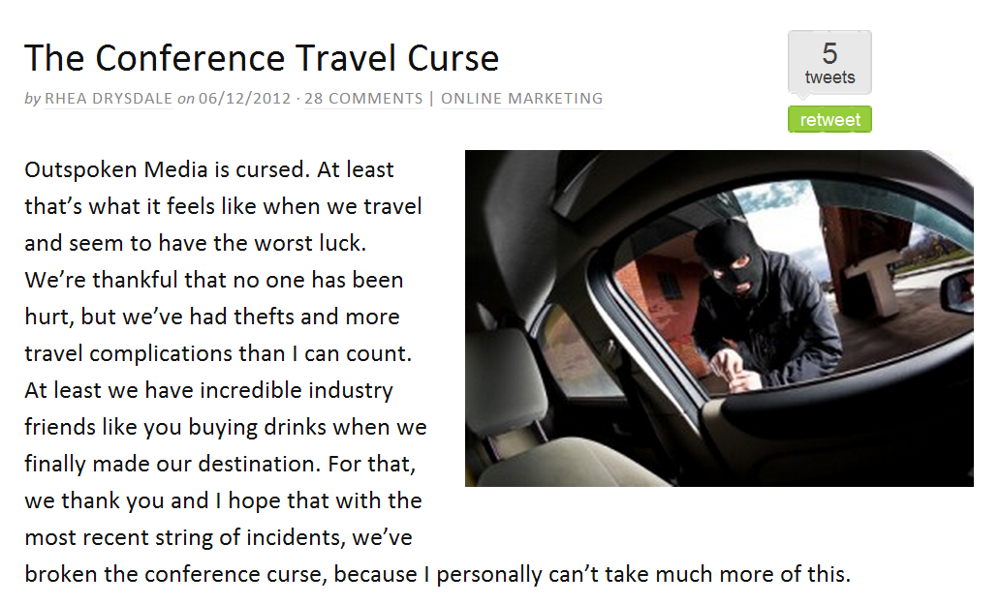 The Conference Travel Curse
5
tweets
by RHEA DRYSDALE on 06/12/2012 · 28 COMMENTS | ONLINE MARKETING
retweet
Outspoken Media is cursed. At least
that’s what it feels like when we travel
and seem to have the worst luck.
We’re thankful that no one has been
hurt, but we’ve had thefts and more
travel complications than I can count.
At least we have incredible industry
friends like you buying drinks when we
finally made our destination. For that,
we thank you and I hope that with the
most recent string of incidents, we’ve
broken the conference curse, because I personally can’t take much more of this.